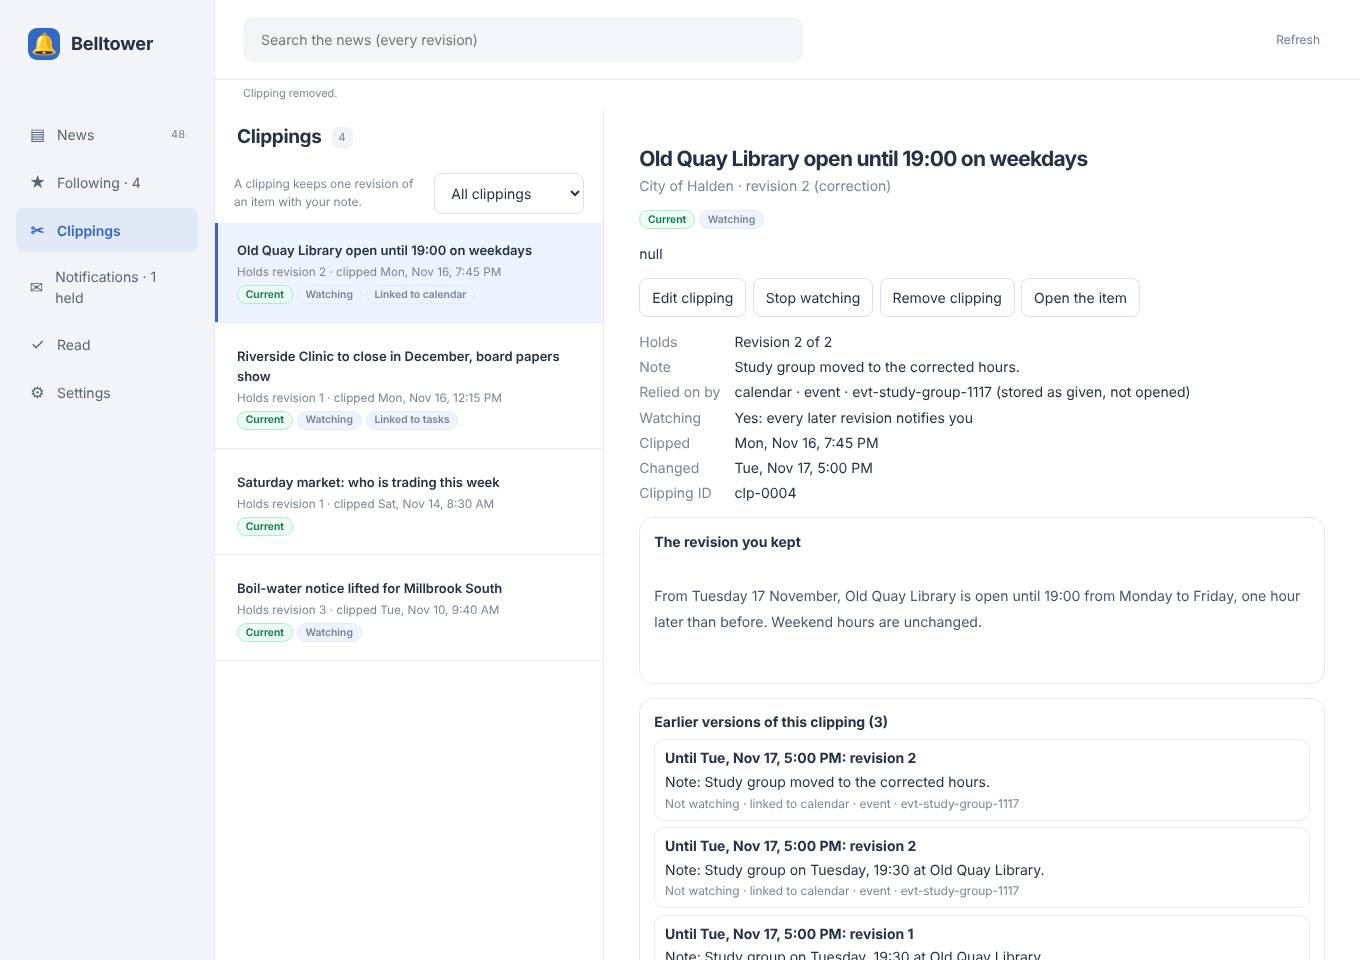 Belltower
Search the news (every revision)
Refresh
Clipping removed.
News 48
Following · 4
Clippings
Notifications · 1
held
Read
Settings
Clippings 4
A clipping keeps one revision of
an item with your note.
All clippings
Old Quay Library open until 19:00 on weekdays
Holds revision 2 · clipped Mon, Nov 16, 7:45 PM
Current Watching Linked to calendar
Riverside Clinic to close in December, board papers
show
Holds revision 1 · clipped Mon, Nov 16, 12:15 PM
Current Watching Linked to tasks
Saturday market: who is trading this week
Holds revision 1 · clipped Sat, Nov 14, 8:30 AM
Current
Boil-water notice lifted for Millbrook South
Holds revision 3 · clipped Tue, Nov 10, 9:40 AM
Current Watching
Old Quay Library open until 19:00 on weekdays
City of Halden · revision 2 (correction)
Current Watching
null
Edit clipping Stop watching Remove clipping Open the item
Holds Revision 2 of 2
Note Study group moved to the corrected hours.
Relied on by calendar · event · evt-study-group-1117 (stored as given, not opened)
Watching Yes: every later revision notifies you
Clipped Mon, Nov 16, 7:45 PM
Changed Tue, Nov 17, 5:00 PM
Clipping ID clp-0004
The revision you kept
From Tuesday 17 November, Old Quay Library is open until 19:00 from Monday to Friday, one hour
later than before. Weekend hours are unchanged.
Earlier versions of this clipping (3)
Until Tue, Nov 17, 5:00 PM: revision 2
Note: Study group moved to the corrected hours.
Not watching · linked to calendar · event · evt-study-group-1117
Until Tue, Nov 17, 5:00 PM: revision 2
Note: Study group on Tuesday, 19:30 at Old Quay Library.
Not watching · linked to calendar · event · evt-study-group-1117
Until Tue, Nov 17, 5:00 PM: revision 1
Note: Study group on Tuesday, 19:30 at Old Quay Library.